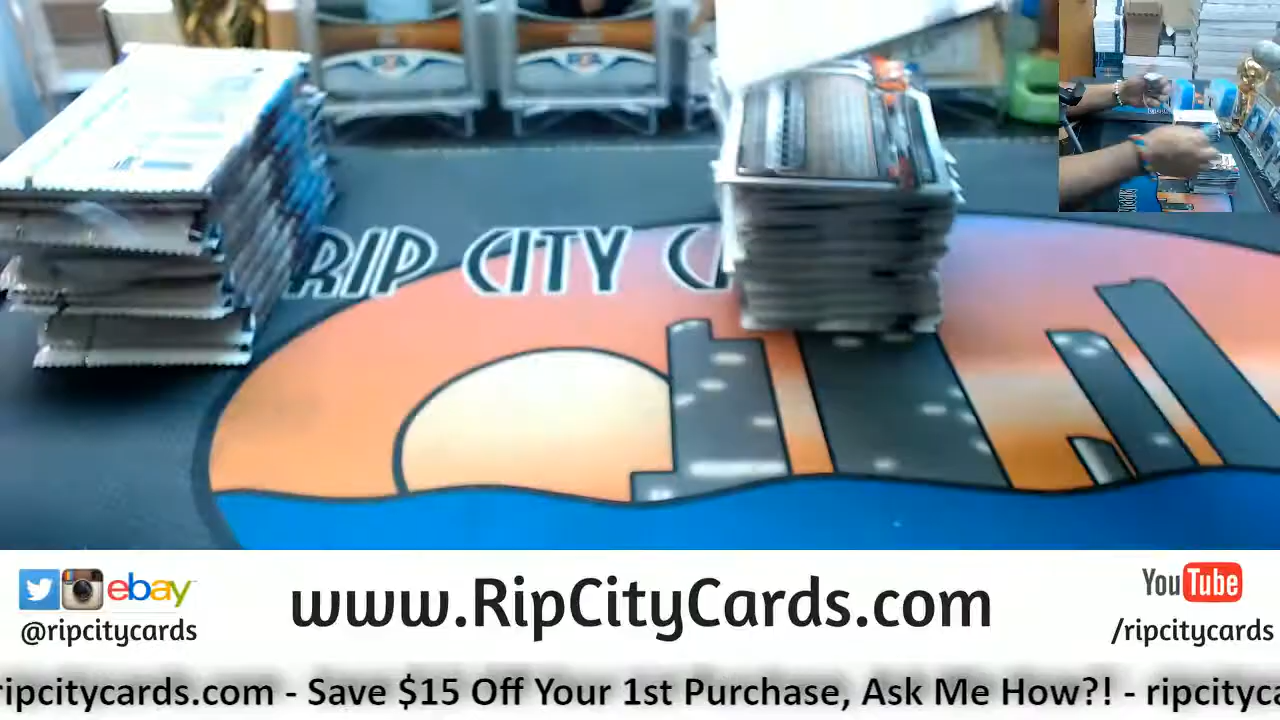 RIP CITY C
ebay
@ripcitycards
www.RipCityCards.com
YouTube
/ripcitycards
ripcitycards.com - Save $15 Off Your 1st Purchase, Ask Me How?! - ripcityca